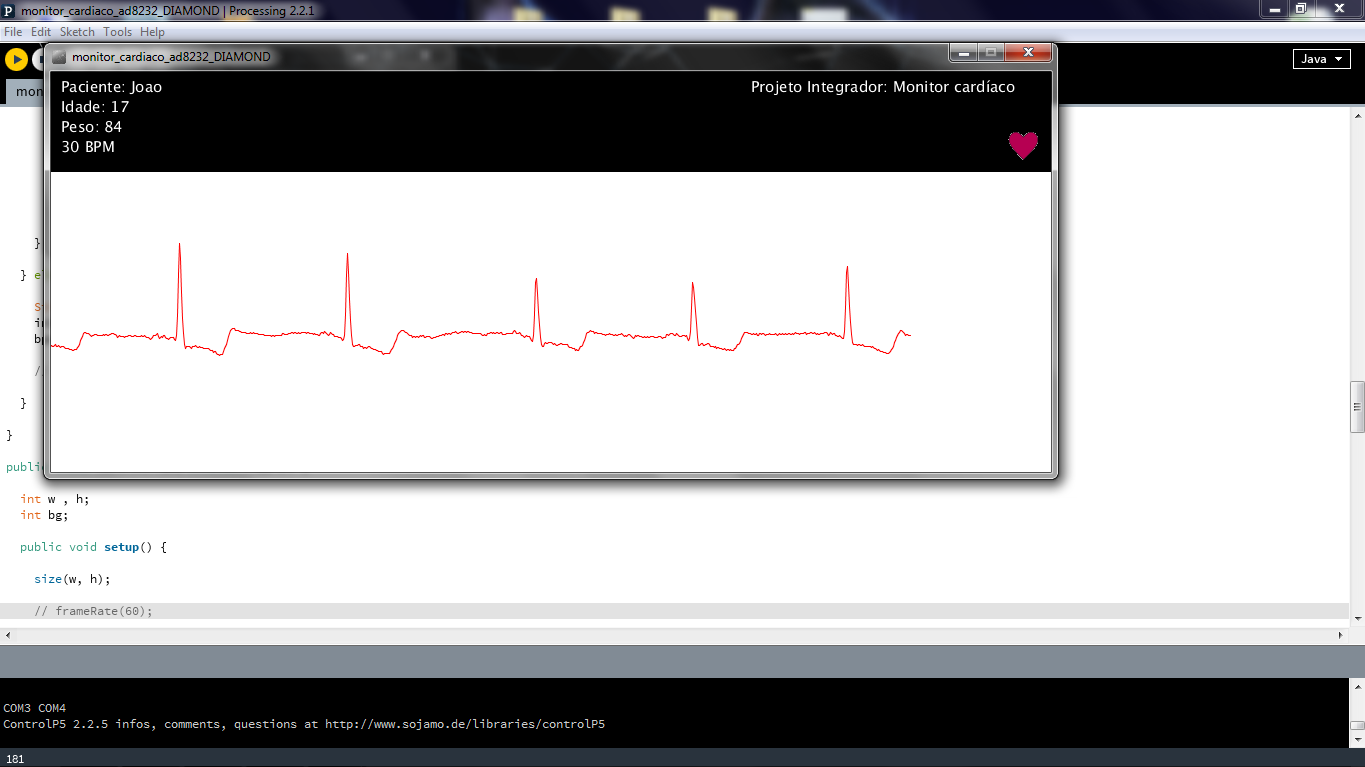 monitor_cardiaco_ad8232_DIAMOND | Processing 2.2.1
File Edit Sketch Tools Help
Java
mon
monitor_cardiaco_ad8232_DIAMOND
Paciente: Joao
Projeto Integrador: Monitor cardíaco
Idade: 17
Peso: 84
30 BPM
}
} e
S
i
b
/
}
}
publi
int w , h;
int bg;
public void setup() {
size(w, h);
// frameRate(60);
COM3 COM4
ControlP5 2.2.5 infos, comments, questions at http://www.sojamo.de/libraries/controlP5
181